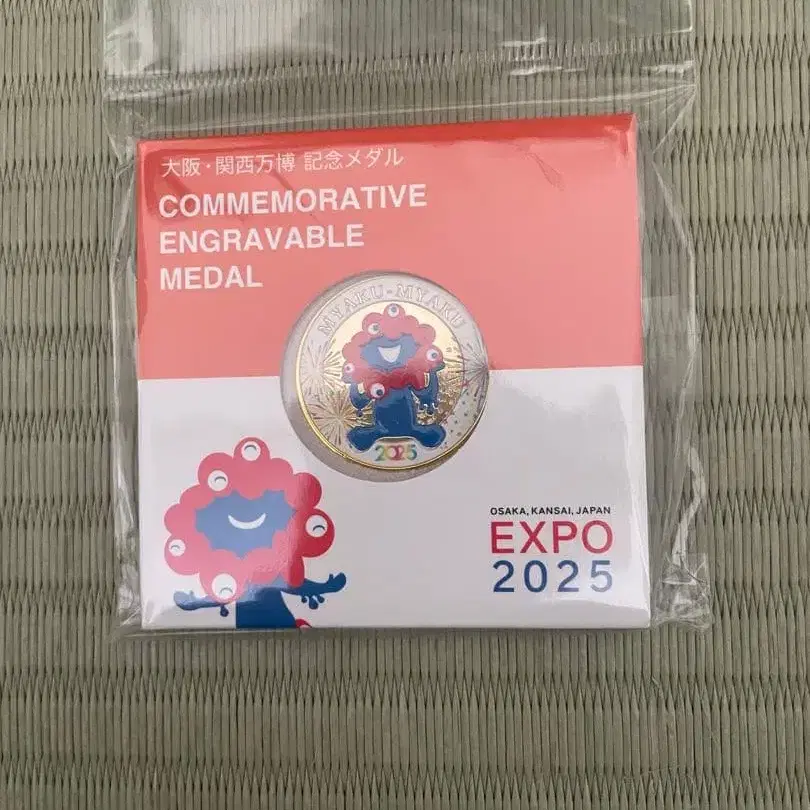 大阪・関西万博 記念メダル
COMMEMORATIVE
ENGRAVABLE
MEDAL
MYAKU-MYAKU
2025
OSAKA, KANSAI, JAPAN
EXPO
2025